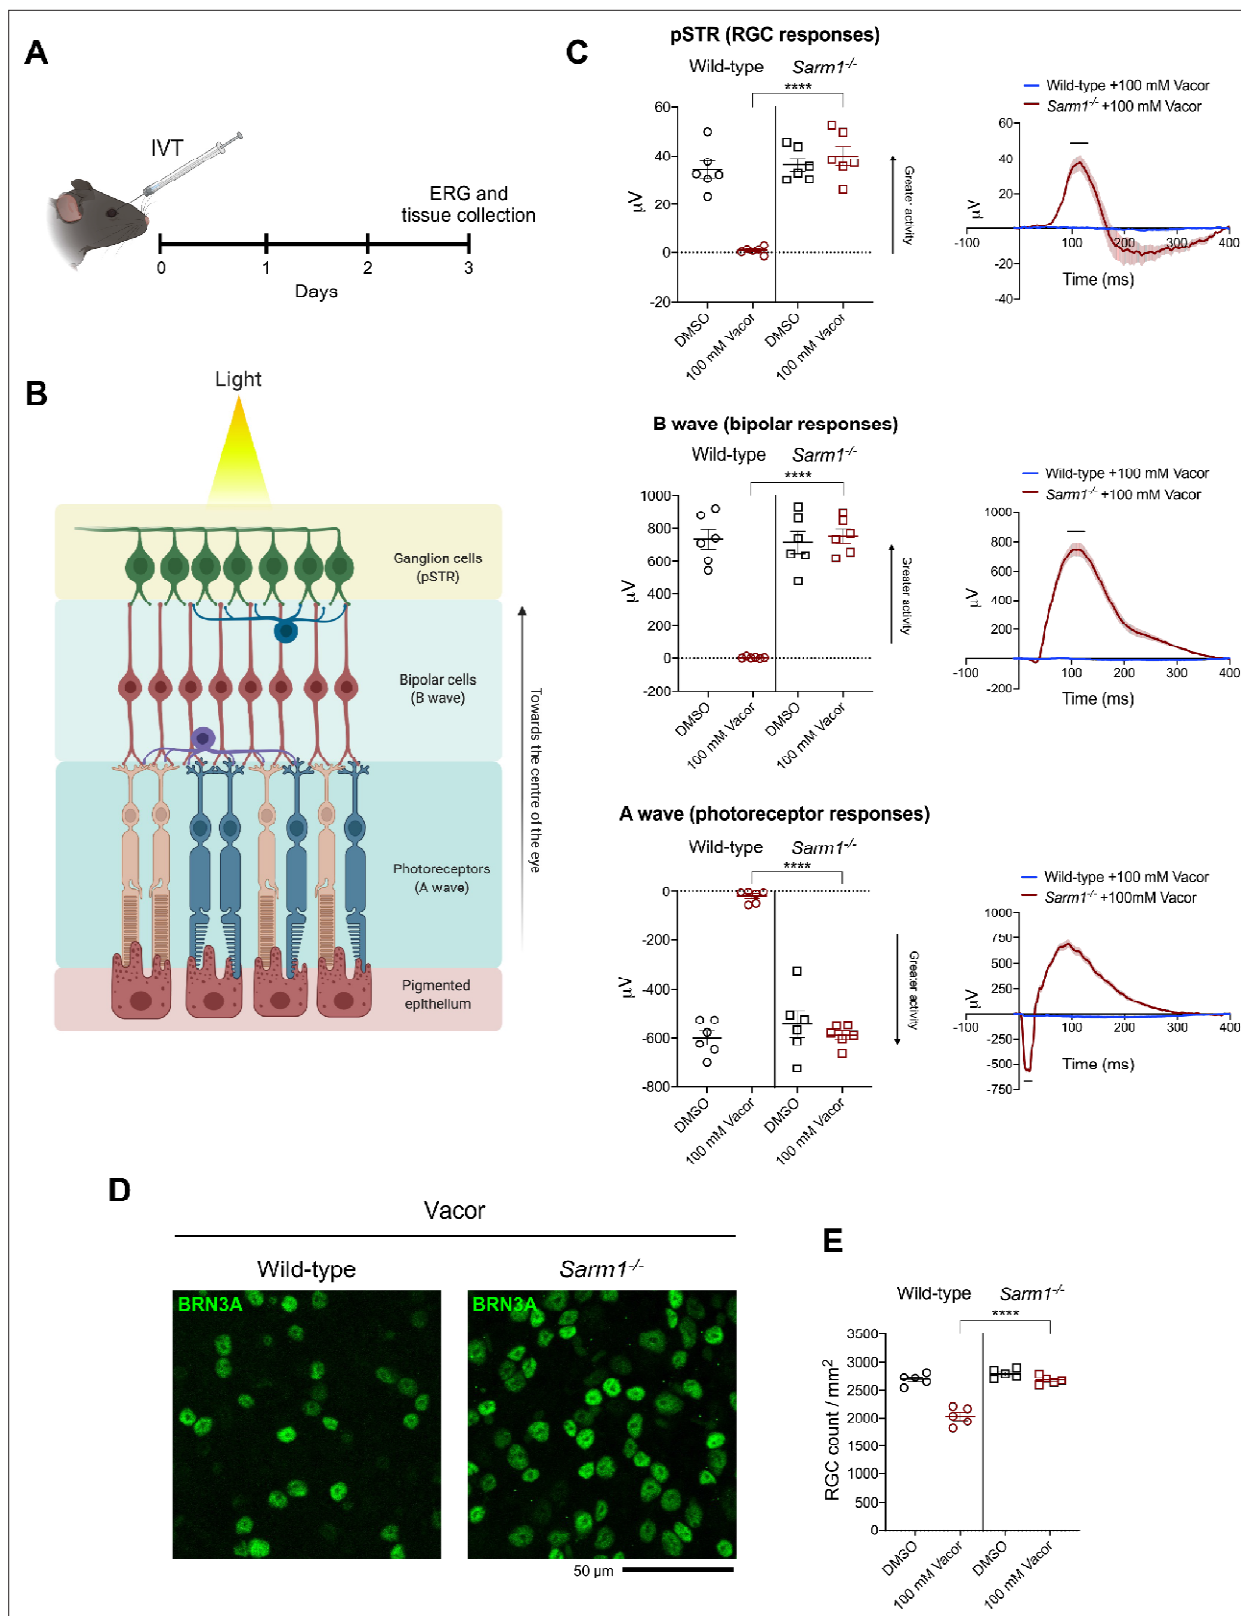 A
IVT
ERG and
tissue collection
0 1 2 3
Days
B
Light
Ganglion cells
(pSTR)
Bipolar cells
(B wave)
Photoreceptors
(A wave)
Pigmented
epithelium
Towards the centre of the eye
C
pSTR (RGC responses)
Wild-type Sarm1-/-
****
60
40
20
0
-20
µV
Greater activity
DMSO
100 mM Vacor
DMSO
100 mM Vacor
Wild-type +100 mM Vacor
Sarm1-/- +100 mM Vacor
60
40
20
0
-20
-40
µV
-100 100 200 300 400
Time (ms)
B wave (bipolar responses)
Wild-type Sarm1-/-
****
1000
800
600
400
200
0
-200
µV
Greater activity
DMSO
100 mM Vacor
DMSO
100 mM Vacor
Wild-type +100 mM Vacor
Sarm1-/- +100 mM Vacor
1000
800
600
400
200
-200
µV
-100 0 100 200 300 400
Time (ms)
A wave (photoreceptor responses)
Wild-type Sarm1-/-
****
0
-200
-400
-600
-800
µV
Greater activity
DMSO
100 mM Vacor
DMSO
100 mM Vacor
Wild-type +100 mM Vacor
Sarm1-/- +100mM Vacor
1000
750
500
250
0
-250
-500
-750
µV
-100 100 200 300 400
Time (ms)
D
Vacor
Wild-type Sarm1-/-
BRN3A
BRN3A
50 µm
E
Wild-type Sarm1-/-
****
3500
3000
2500
2000
1500
1000
500
0
RGC count / mm2
DMSO
100 mM Vacor
DMSO
100 mM Vacor